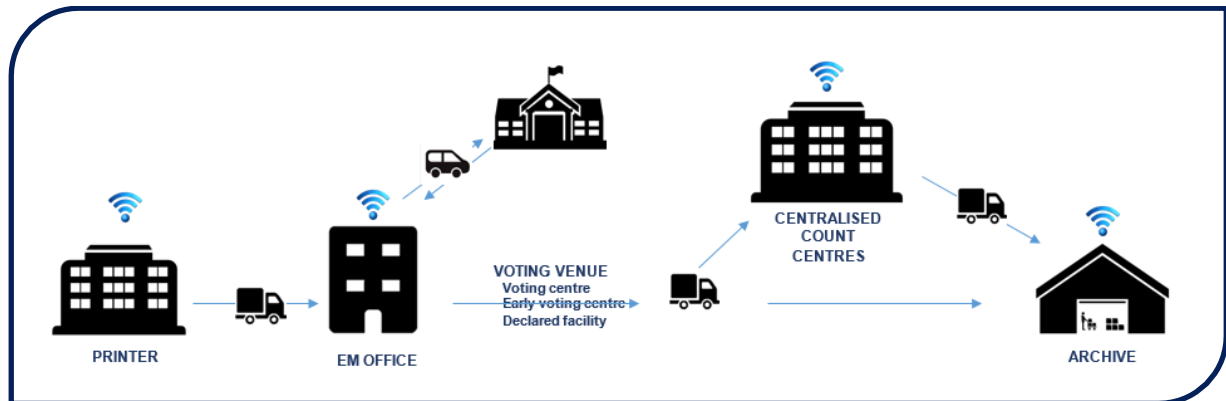 PRINTER
EM OFFICE
VOTING VENUE
Voting centre
Early voting centre
Declared facility
CENTRALISED
COUNT
CENTRES
ARCHIVE